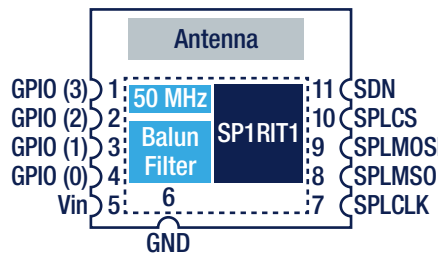 Antenna
GPIO (3) 1 50 MHz SP1RIT1 11 SDN
GPIO (2) 2 10 SPLCS
GPIO (1) 3 Balun Filter 9 SPLMOSI
GPIO (0) 4 8 SPLMSO
Vin 5 6 7 SPLCLK
GND